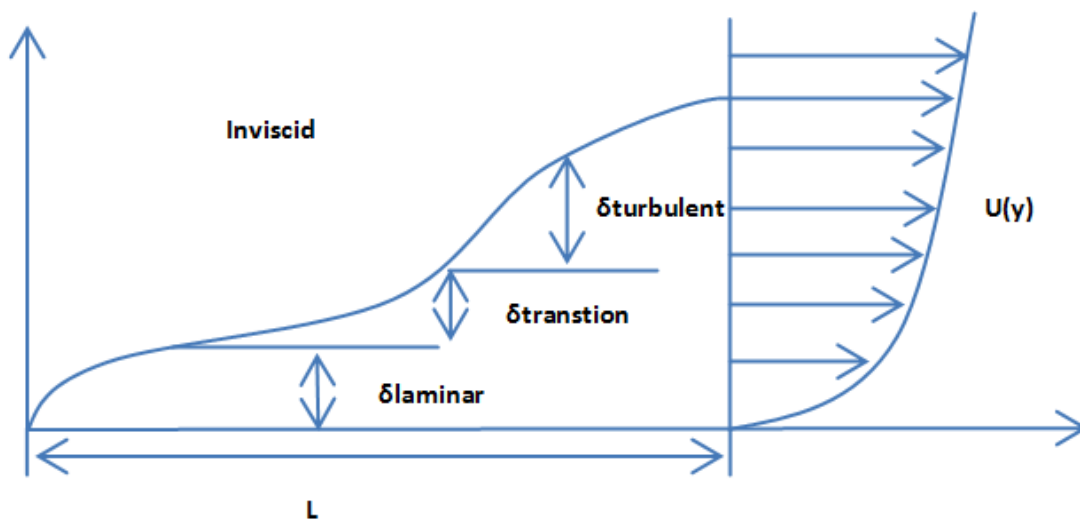 Inviscid
δturbulent
U(y)
δtranstion
δlaminar
L